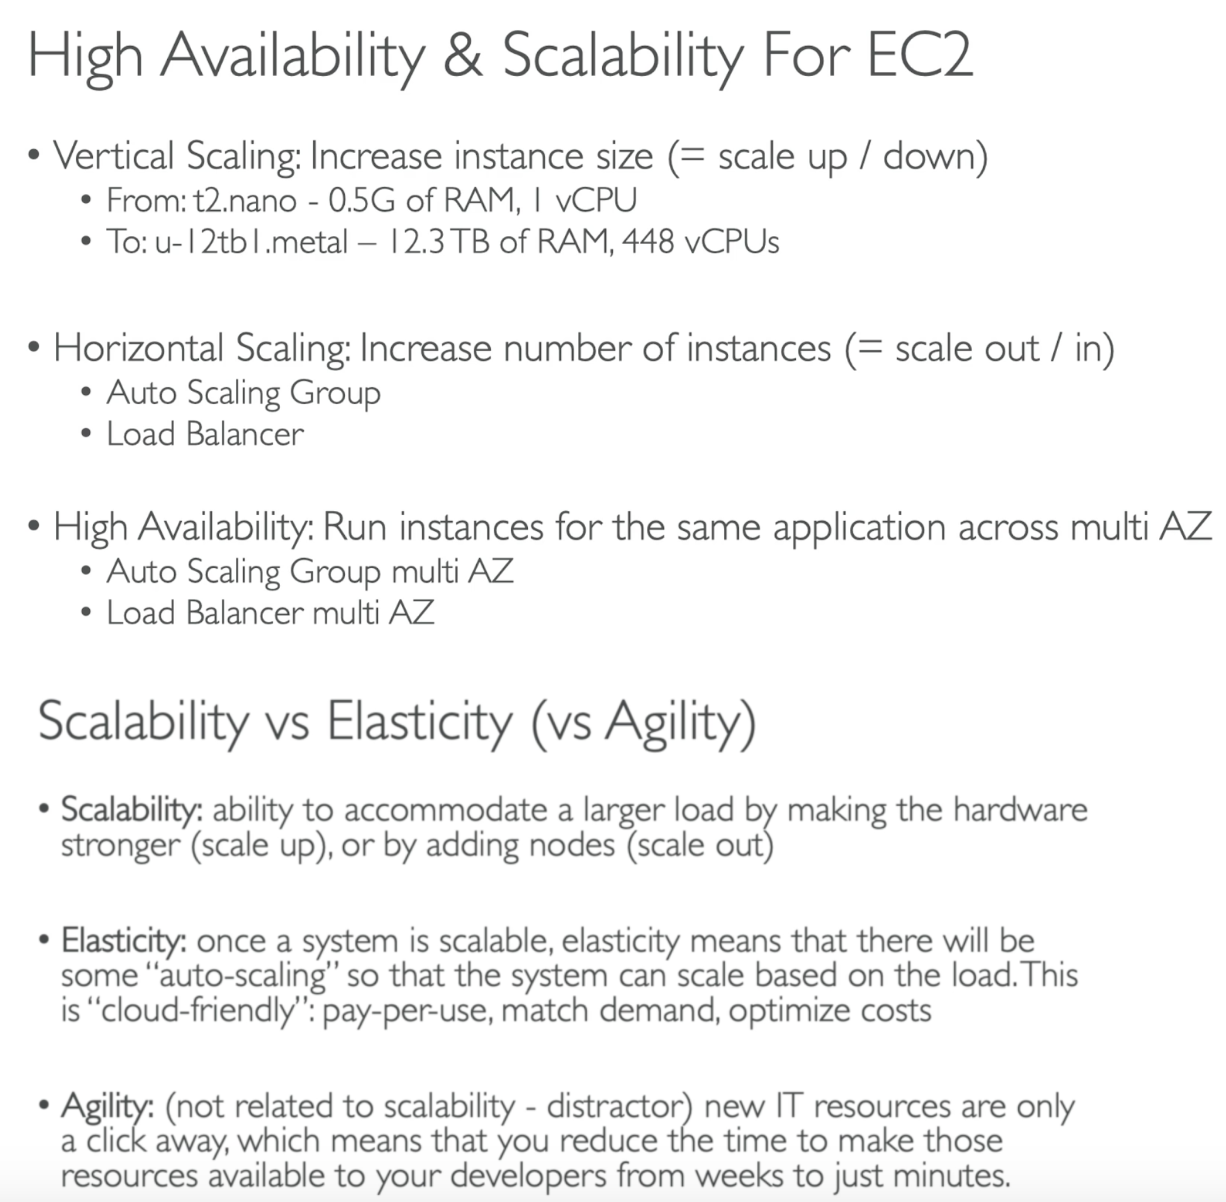 High Availability & Scalability For EC2
• Vertical Scaling: Increase instance size (= scale up / down)
• From: t2.nano - 0.5G of RAM, 1 vCPU
• To: u-12tb1.metal – 12.3 TB of RAM, 448 vCPUs
• Horizontal Scaling: Increase number of instances (= scale out / in)
• Auto Scaling Group
• Load Balancer
• High Availability: Run instances for the same application across multi AZ
• Auto Scaling Group multi AZ
• Load Balancer multi AZ
Scalability vs Elasticity (vs Agility)
• Scalability: ability to accommodate a larger load by making the hardware
stronger (scale up), or by adding nodes (scale out)
• Elasticity: once a system is scalable, elasticity means that there will be
some “auto-scaling” so that the system can scale based on the load. This
is “cloud-friendly”: pay-per-use, match demand, optimize costs
• Agility: (not related to scalability - distractor) new IT resources are only
a click away, which means that you reduce the time to make those
resources available to your developers from weeks to just minutes.